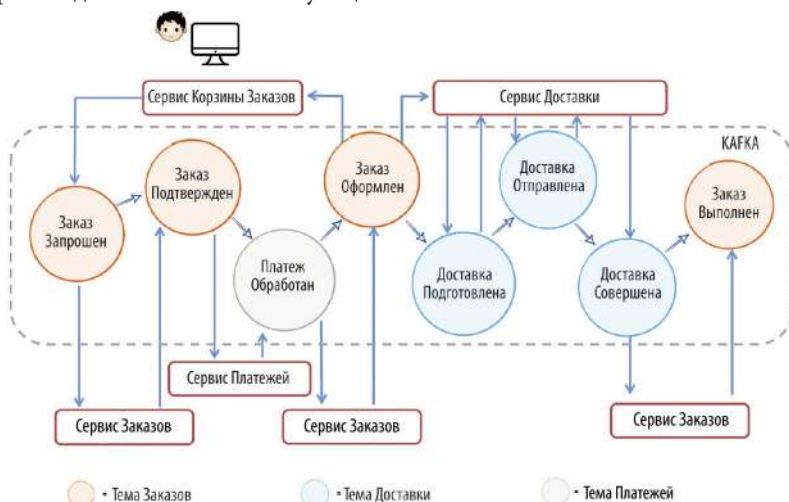 Сервис Корзины Заказов
Сервис Доставки
KAFKA
Заказ
Запрошен
Заказ
Подтвержден
Платеж
Обработан
Заказ
Оформлен
Доставка
Подготовлена
Доставка
Отправлена
Доставка
Совершена
Заказ
Выполнен
Сервис Платежей
Сервис Заказов
Сервис Заказов
Сервис Заказов
- Тема Заказов
- Тема Доставки
- Тема Платежей